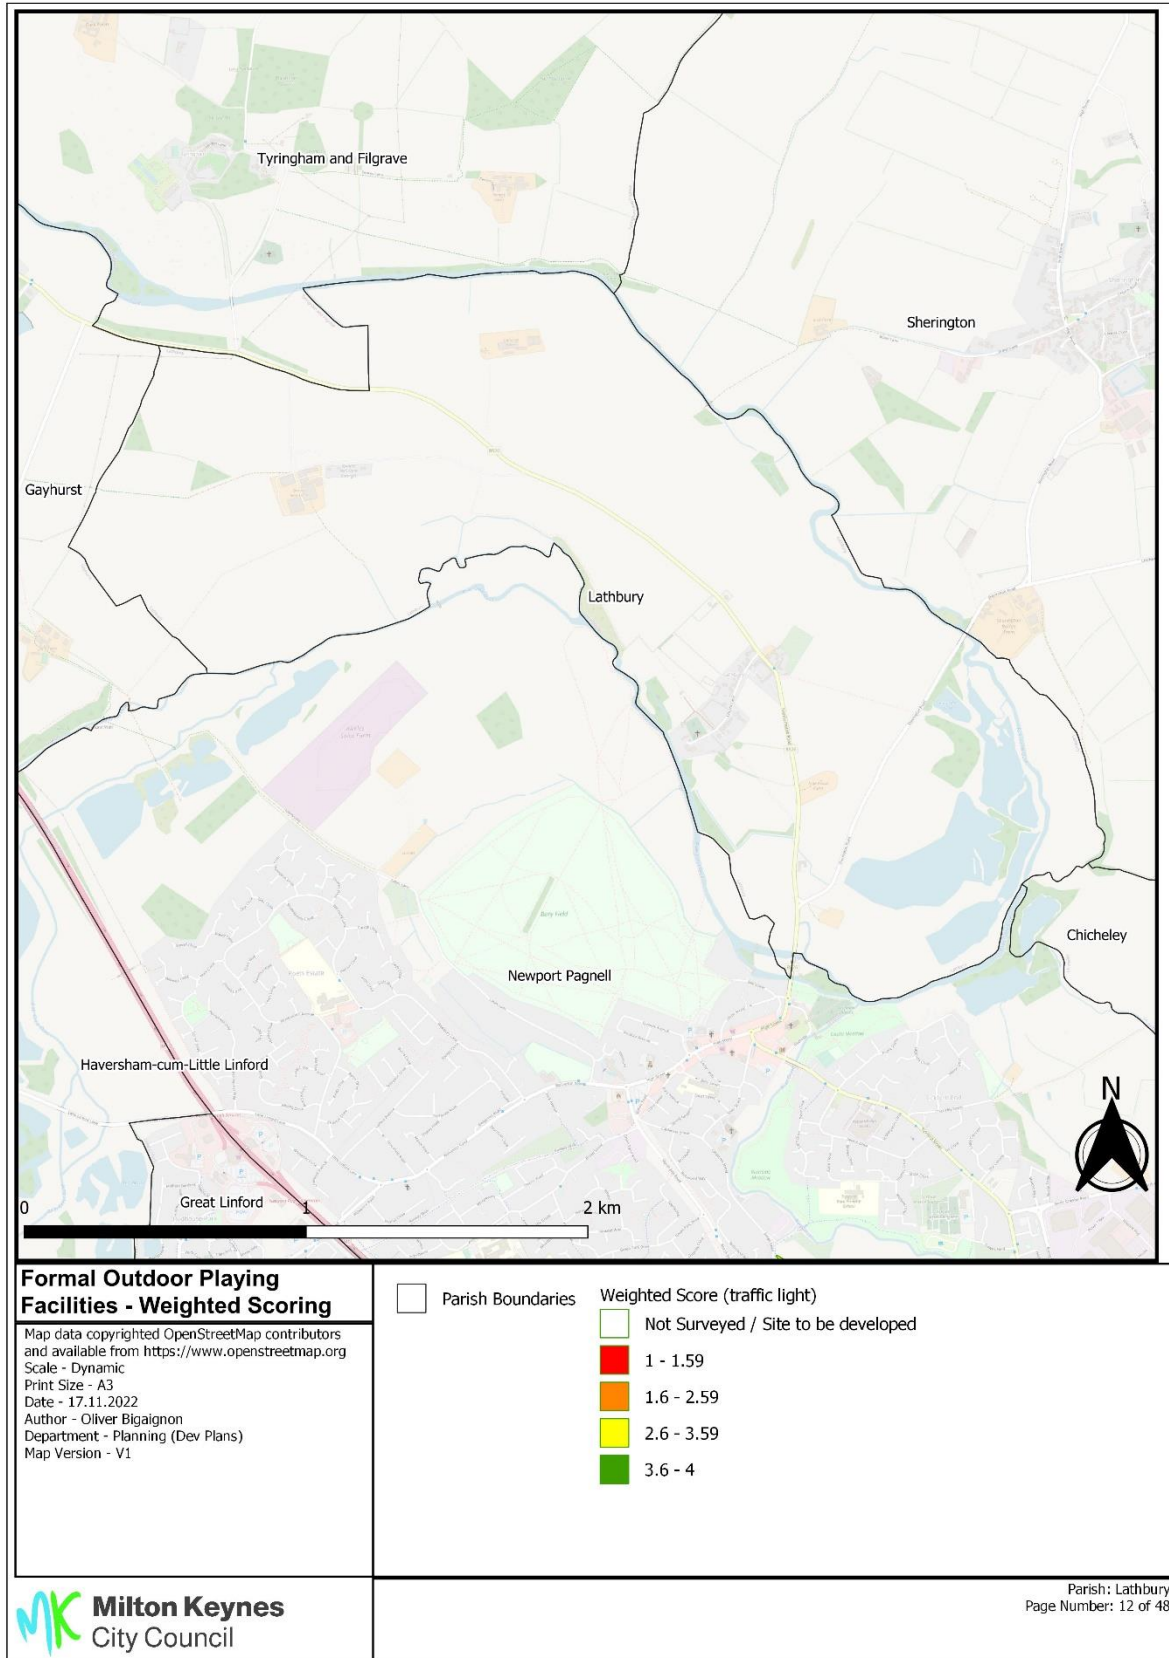 Tyringham and Filgrave
Sherington
Gayhurst
Lathbury
Chicheley
Newport Pagnell
Haversham-cum-Little Linford
Great Linford
N
0 1 2 km
Formal Outdoor Playing
Facilities - Weighted Scoring
Map data copyrighted OpenStreetMap contributors
and available from https://www.openstreetmap.org
Scale - Dynamic
Print Size - A3
Date - 17.11.2022
Author - Oliver Bigaignon
Department - Planning (Dev Plans)
Map Version - V1
Parish Boundaries
Weighted Score (traffic light)
Not Surveyed / Site to be developed
1 - 1.59
1.6 - 2.59
2.6 - 3.59
3.6 - 4
MK Milton Keynes
City Council
Parish: Lathbury
Page Number: 12 of 48